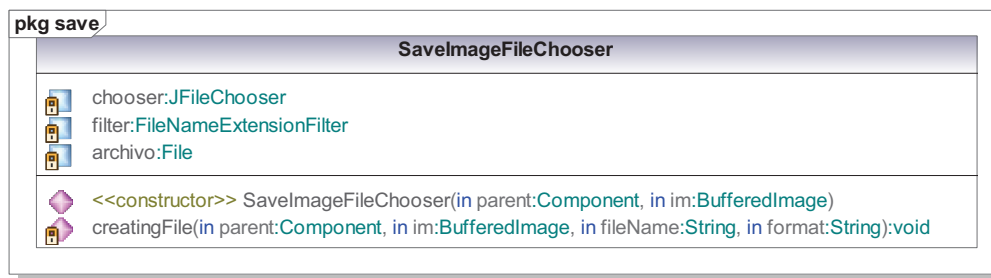 pkg save
SaveImageFileChooser
chooser:JFileChooser
filter:FileNameExtensionFilter
archivo:File
<<constructor>> SaveImageFileChooser(in parent:Component, in im:BufferedImage)
creatingFile(in parent:Component, in im:BufferedImage, in fileName:String, in format:String):void